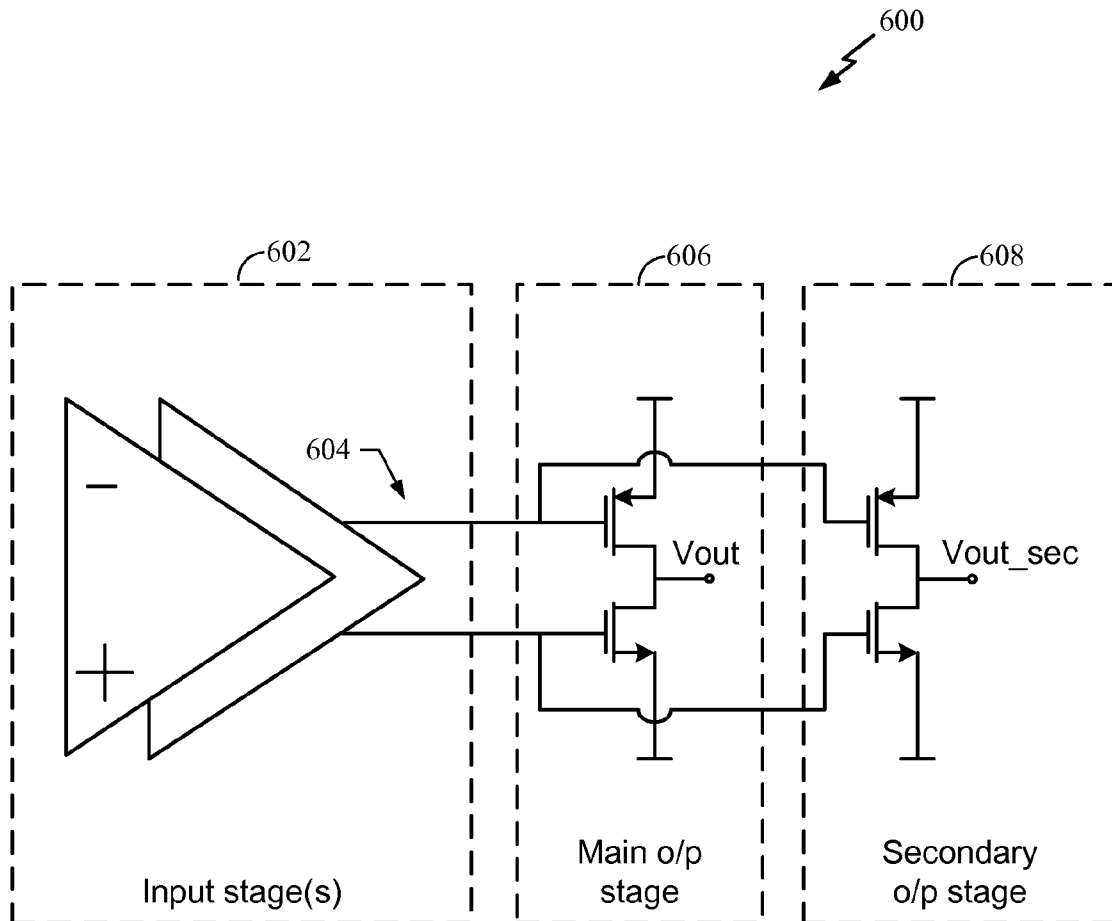 600
602
606
608
604
-
+
Vout
Vout_sec
Input stage(s)
Main o/p
stage
Secondary
o/p stage